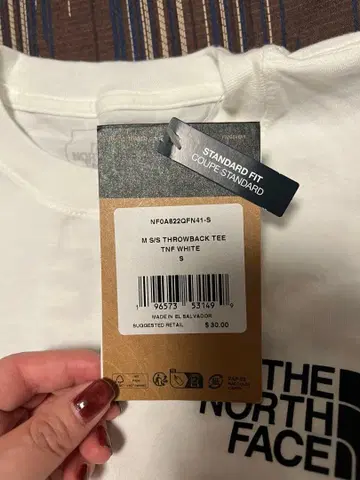 STANDARD FIT
COUPE STANDARD
NF0A822QFN41-S
M S/S THROWBACK TEE
TNF WHITE
S
1 96573 53149 9
MADE IN EL SALVADOR
SUGGESTED RETAIL $ 30.00
THE
NORTH
FACE